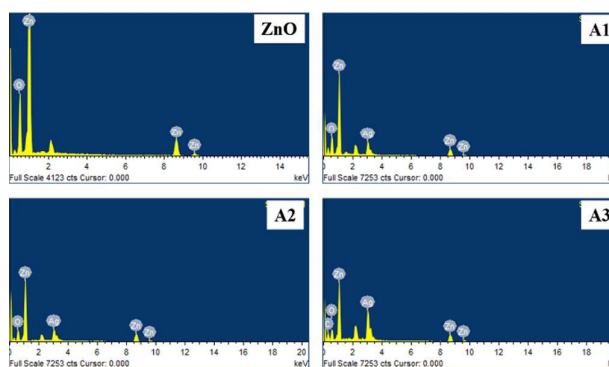 ZnO
Zn
O
Zn
Zn
2 4 6 8 10 12 14
Full Scale 4123 cts Cursor: 0.000 keV
A1
Zn
O
Ag
Zn
Zn
0 2 4 6 8 10 12 14 16 18
Full Scale 7253 cts Cursor: 0.000
A2
Zn
O
Ag
Zn
Zn
0 2 4 6 8 10 12 14 16 18 20
Full Scale 7253 cts Cursor: 0.000 keV
A3
Zn
O
Ag
C
Zn
Zn
0 2 4 6 8 10 12 14 16 18
Full Scale 7253 cts Cursor: 0.000